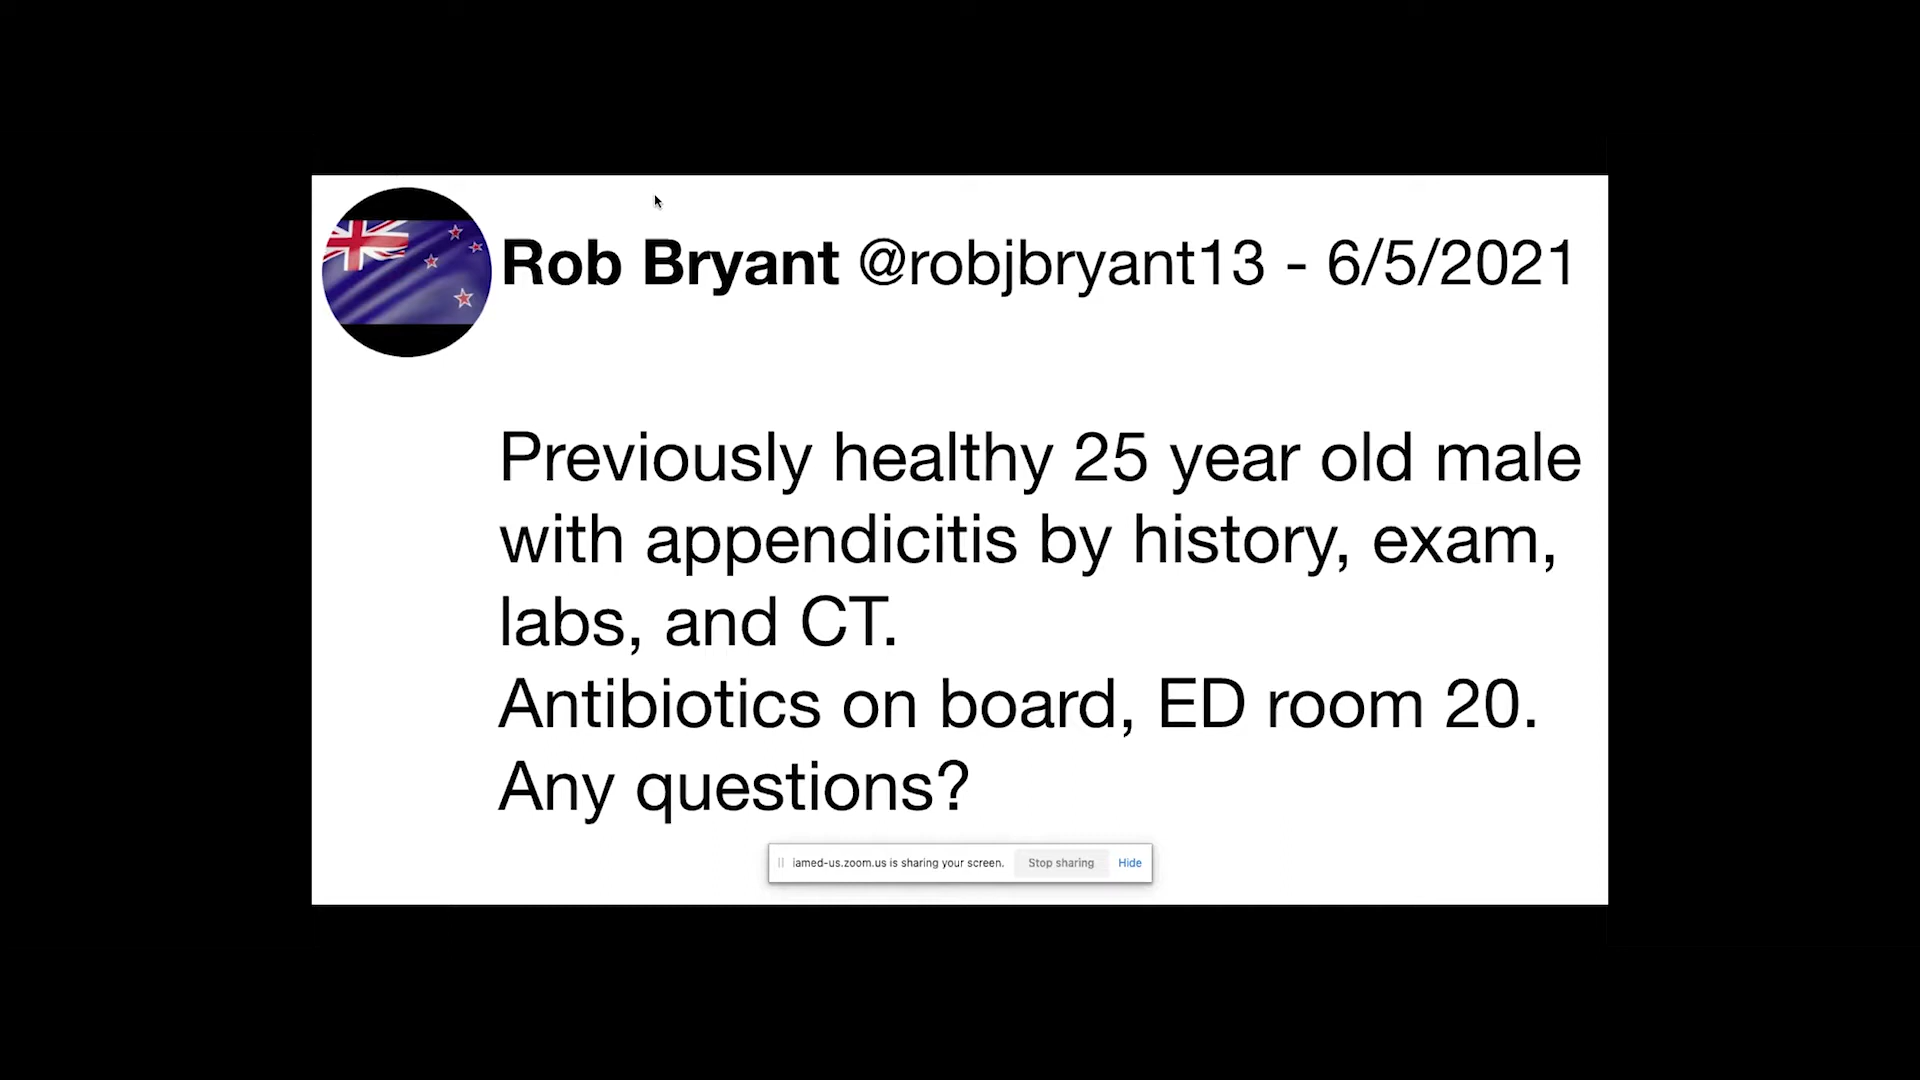 Rob Bryant @robjbryant13 - 6/5/2021
Previously healthy 25 year old male
with appendicitis by history, exam,
labs, and CT.
Antibiotics on board, ED room 20.
Any questions?
iamed-us.zoom.us is sharing your screen. Stop sharing Hide